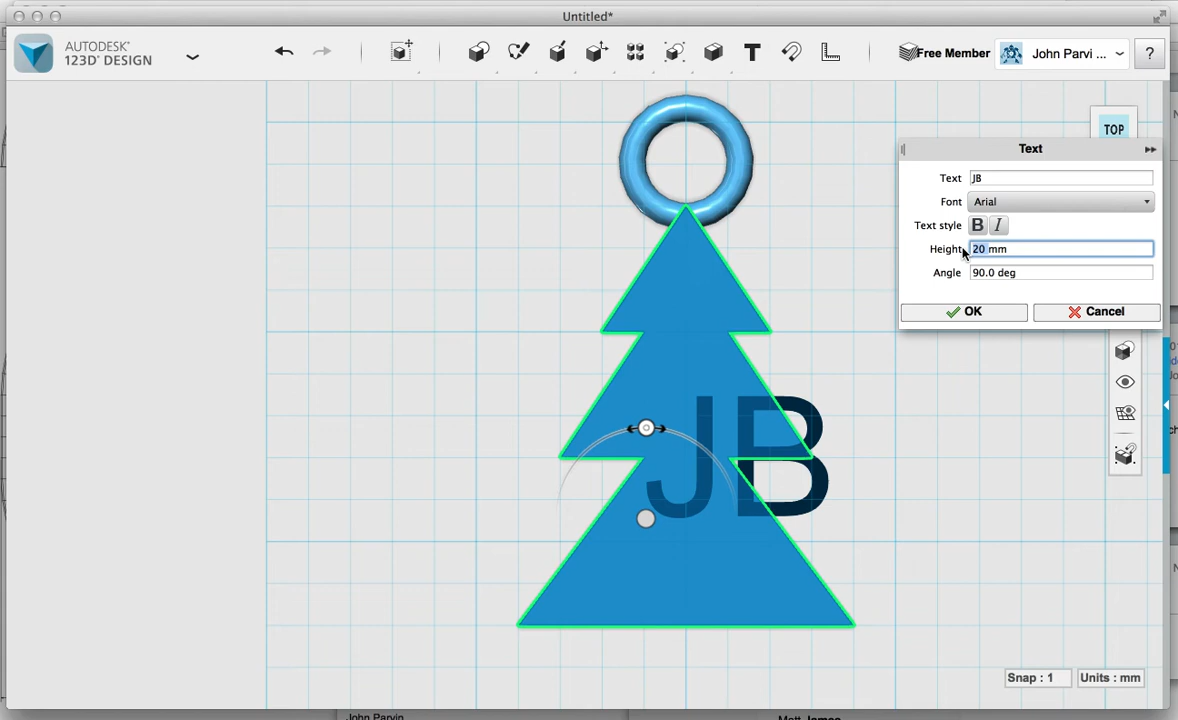 Untitled*
AUTODESK®
123D® DESIGN
T
Free Member
John Parvi ...
?
TOP
Text
Text JB
Font Arial
Text style B I
Height 20 mm
Angle 90.0 deg
OK Cancel
JB
Snap : 1
Units : mm
John Parvin
Matt James